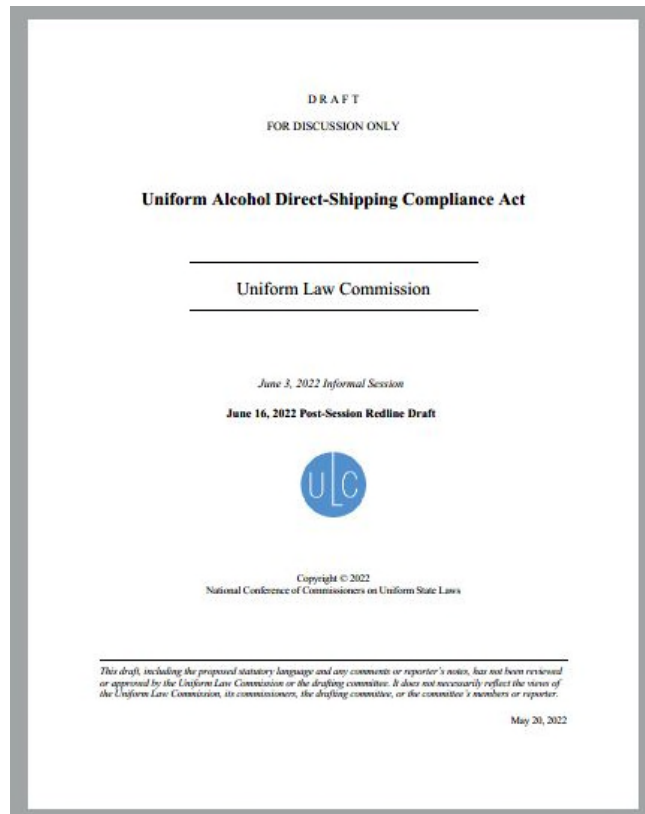 D R A F T
FOR DISCUSSION ONLY
Uniform Alcohol Direct-Shipping Compliance Act
Uniform Law Commission
June 3, 2022 Informal Session
June 16, 2022 Post-Session Redline Draft
ULC
Copyright © 2022
National Conference of Commissioners on Uniform State Laws
This draft, including the proposed statutory language and any comments or reporter's notes, has not been reviewed
or approved by the Uniform Law Commission or the drafting committee. It does not necessarily reflect the views of
the Uniform Law Commission, its commissioners, the drafting committee, or the committee's members or reporter.
May 20, 2022